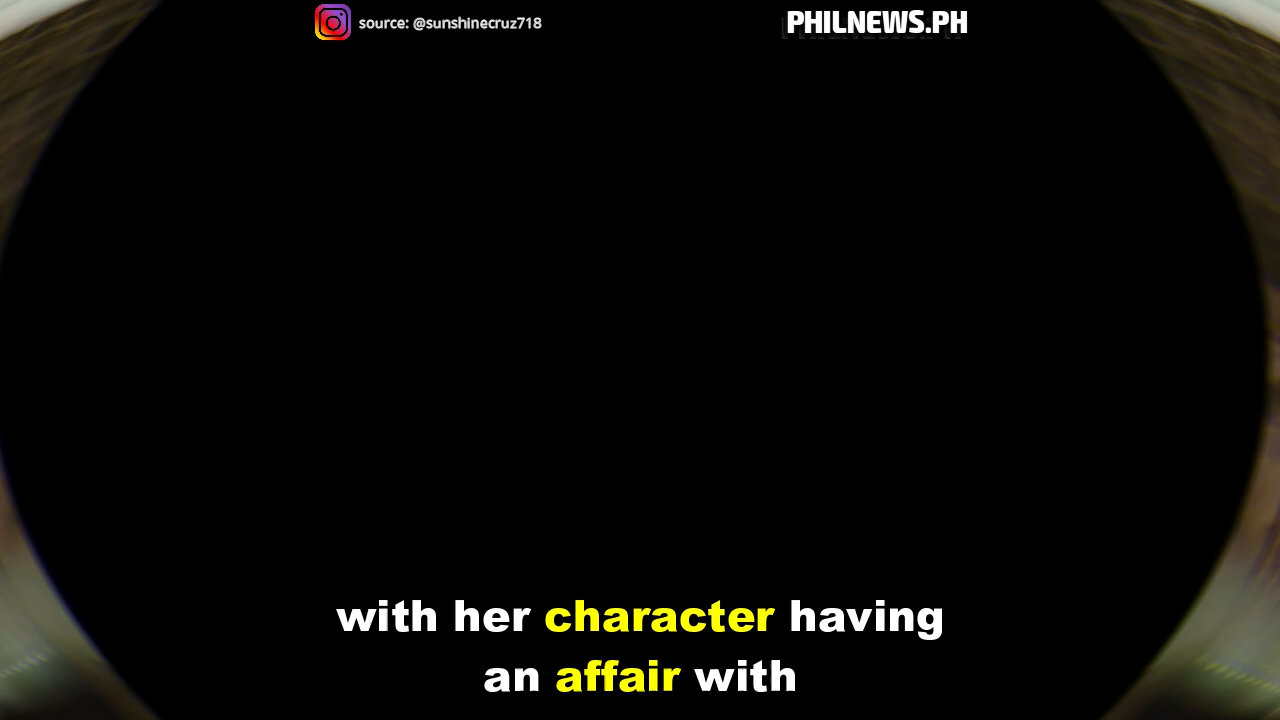 source: @sunshinecruz718
PHILNEWS.PH
with her character having
an affair with